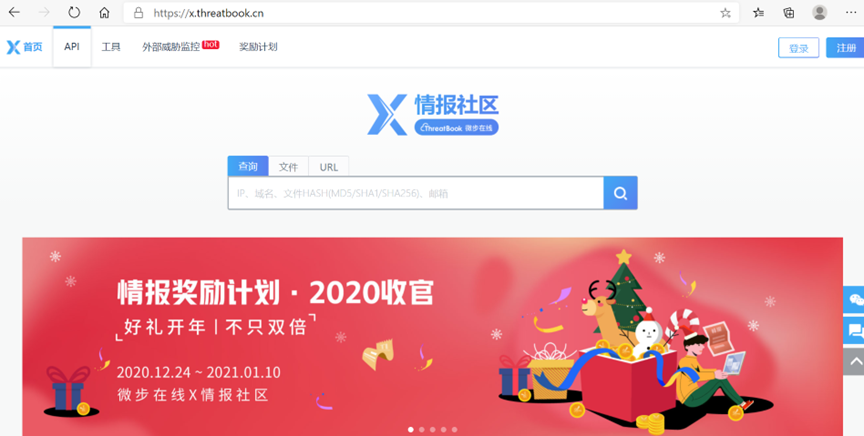 https://x.threatbook.cn
X 首页
API
工具
外部威胁监控 hot
奖励计划
登录
注册
X 情报社区
ThreatBook 微步在线
查询
文件
URL
IP、域名、文件HASH(MD5/SHA1/SHA256)、邮箱
情报奖励计划·2020收官
好礼开年 | 不只双倍
2020.12.24 ~ 2021.01.10
微步在线X情报社区